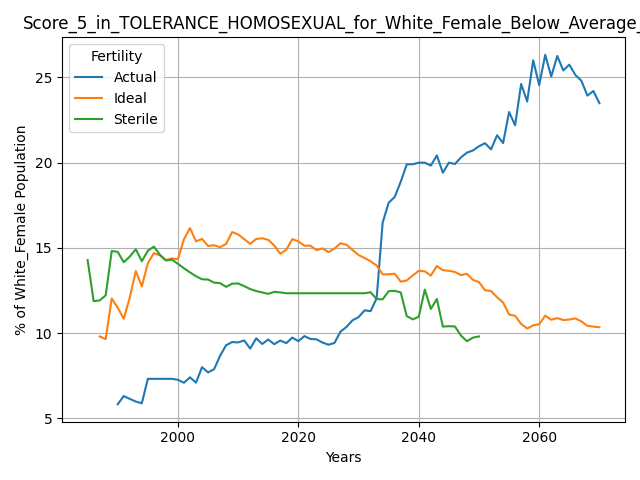 Score_5_in_TOLERANCE_HOMOSEXUAL_for_White_Female_Below_Average_
Fertility
Actual
Ideal
Sterile
% of White_Female Population
25
20
15
10
5
2000 2020 2040 2060
Years